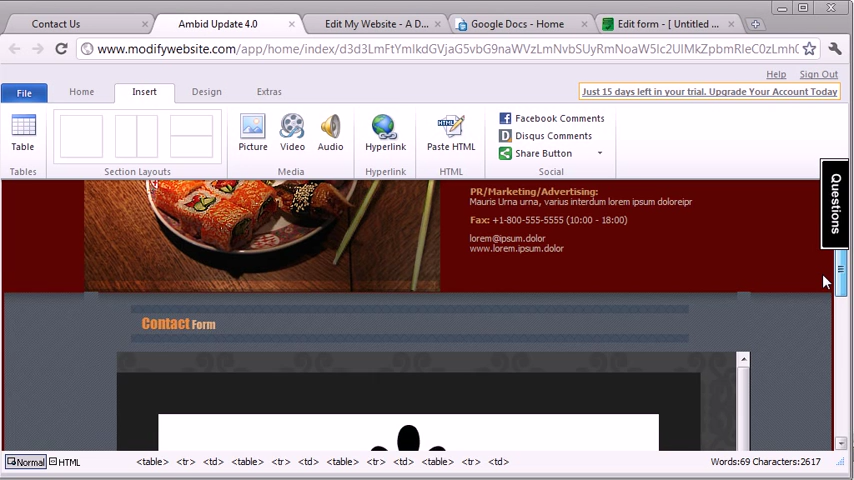 Contact Us
Ambid Update 4.0
Edit My Website - A D...
Google Docs - Home
Edit form - [ Untitled
www.modifywebsite.com/app/home/index/
Help Sign Out
File Home Insert Design Extras
Just 15 days left in your trial. Upgrade Your Account Today
Table
Picture Video Audio
Hyperlink
HTML
Paste HTML
Facebook Comments
Disqus Comments
Share Button
Tables Section Layouts Media Hyperlink HTML Social
Questions
PR/Marketing/Advertising:
Mauris Urna urna, varius interdum lorem ipsum doloreipr
Fax: +1-800-555-5555 (10:00 - 18:00)
lorem@ipsum.dolor
www.lorem.ipsum.dolor
Contact Form
Normal HTML <table> <tr> <td> <table> <tr> <td> <table> <tr> <td> <table> <tr> <td> Words:69 Characters:2617